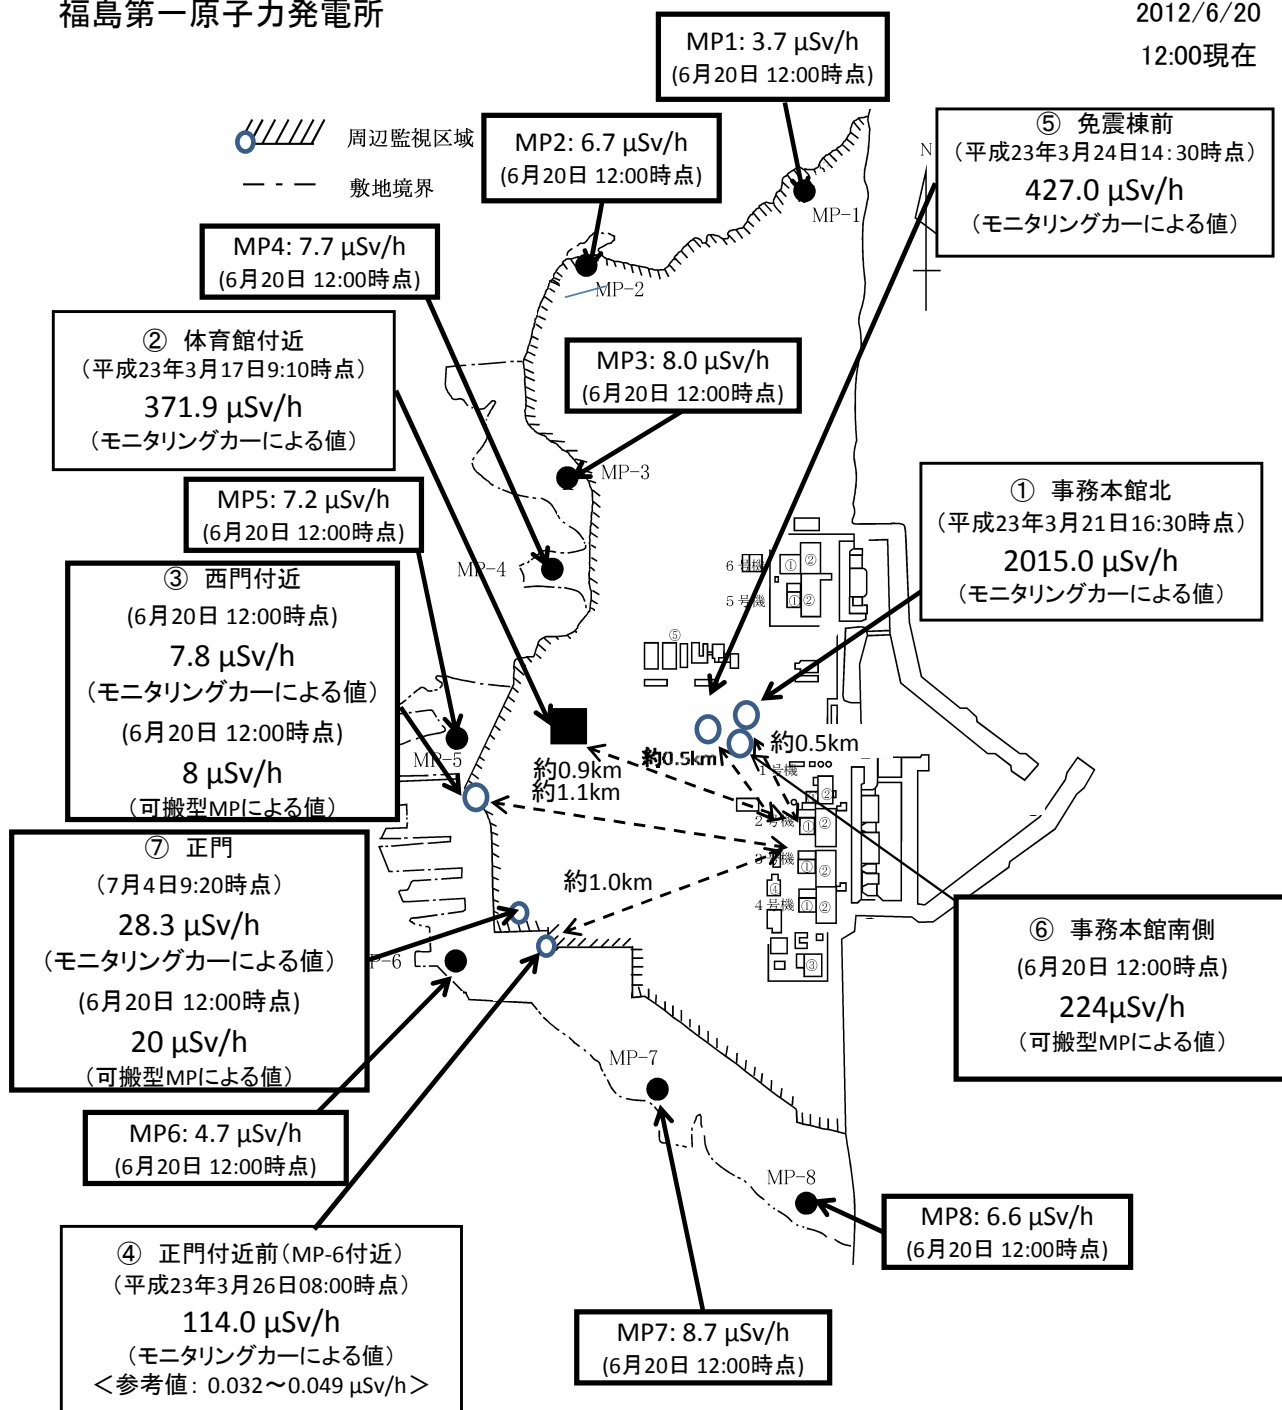 福島第一原子力発電所
2012/6/20
12:00現在
MP1: 3.7 μSv/h
(6月20日 12:00時点)
周辺監視区域
敷地境界
MP2: 6.7 μSv/h
(6月20日 12:00時点)
⑤ 免震棟前
（平成23年3月24日14:30時点）
427.0 μSv/h
（モニタリングカーによる値）
N
MP-1
MP4: 7.7 μSv/h
(6月20日 12:00時点)
MP-2
② 体育館付近
（平成23年3月17日9:10時点）
371.9 μSv/h
（モニタリングカーによる値）
MP3: 8.0 μSv/h
(6月20日 12:00時点)
MP-3
MP5: 7.2 μSv/h
(6月20日 12:00時点)
① 事務本館北
（平成23年3月21日16:30時点）
2015.0 μSv/h
（モニタリングカーによる値）
MP-4
③ 西門付近
(6月20日 12:00時点)
7.8 μSv/h
（モニタリングカーによる値）
(6月20日 12:00時点)
8 μSv/h
（可搬型MPによる値）
６号機
①
②
５号機
①
②
⑤
MP-5
約0.9km
約1.1km
約0.5km
約0.5km
１号機
②
２号機
①
②
３号機
①
②
④
４号機
①
②
③
約1.0km
⑦ 正門
(7月4日9:20時点)
28.3 μSv/h
（モニタリングカーによる値）
(6月20日 12:00時点)
20 μSv/h
（可搬型MPによる値）
P-6
⑥ 事務本館南側
(6月20日 12:00時点)
224μSv/h
（可搬型MPによる値）
MP-7
MP6: 4.7 μSv/h
(6月20日 12:00時点)
MP-8
MP8: 6.6 μSv/h
(6月20日 12:00時点)
④ 正門付近前（MP-6付近）
（平成23年3月26日08:00時点）
114.0 μSv/h
（モニタリングカーによる値）
＜参考値: 0.032～0.049 μSv/h＞
MP7: 8.7 μSv/h
(6月20日 12:00時点)